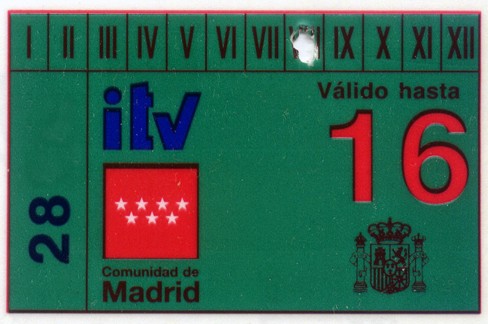 I II III IV V VI VII IX X XI XII
itv
Válido hasta
16
28
Comunidad de
Madrid